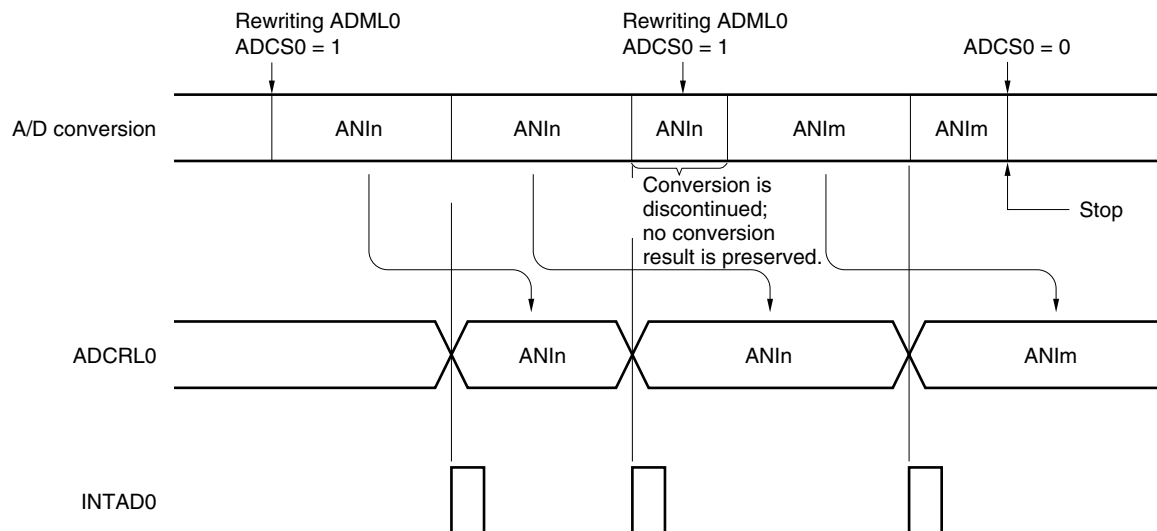 Rewriting ADML0
ADCS0 = 1
Rewriting ADML0
ADCS0 = 1
ADCS0 = 0
A/D conversion
ANIn
ANIn
ANIn
ANIm
ANIm
Conversion is
discontinued;
no conversion
result is preserved.
Stop
ADCRL0
ANIn
ANIn
ANIm
INTAD0